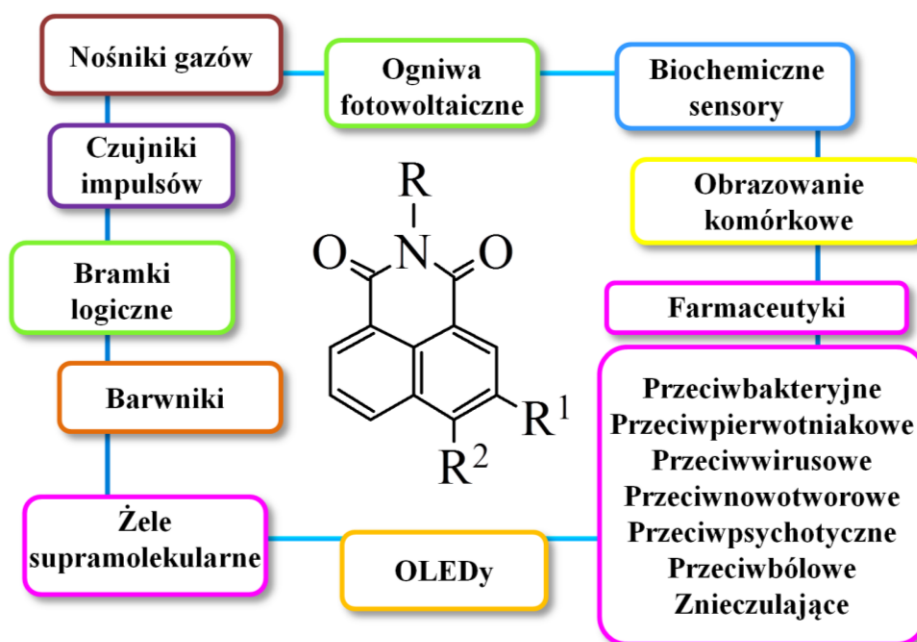 Nośniki gazów
Ogniwa
fotowoltaiczne
Biochemiczne
sensory
Czujniki
impulsów
Obrazowanie
komórkowe
Bramki
logiczne
Farmaceutyki
Barwniki
Przeciwbakteryjne
Przeciwpierwotniakowe
Przeciwwirusowe
Przeciwnowotworowe
Przeciwpsychotyczne
Przeciwbólowe
Znieczulające
Żele
supramolekularne
OLEDy
R
O N O
R¹
R²